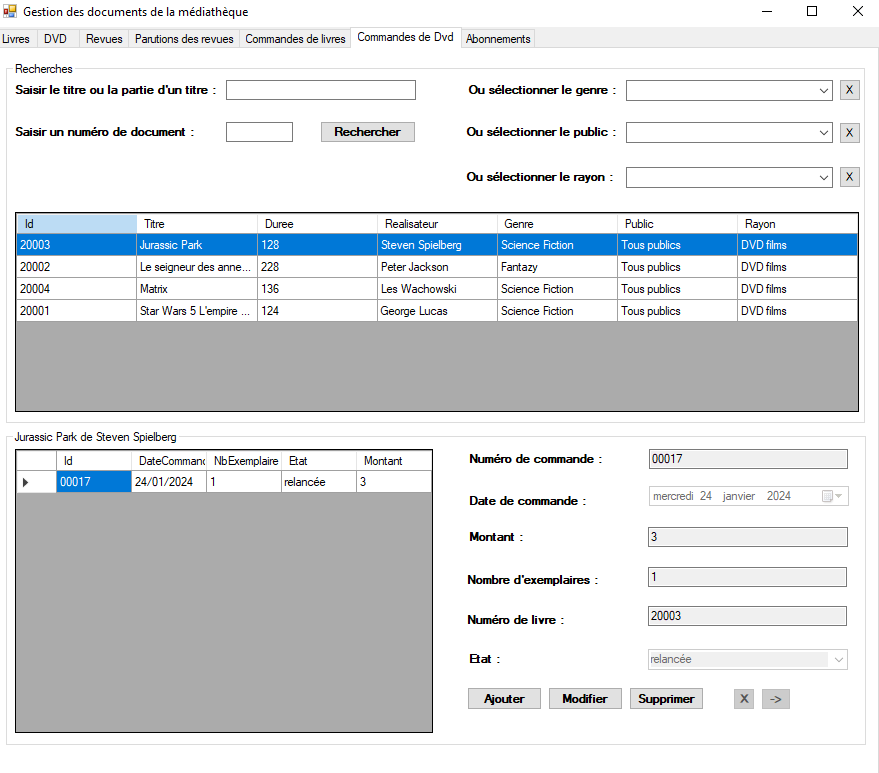 Gestion des documents de la médiathèque
Livres DVD Revues Parutions des revues Commandes de livres Commandes de Dvd Abonnements
Recherches
Saisir le titre ou la partie d'un titre : Ou sélectionner le genre : X
Saisir un numéro de document : Rechercher Ou sélectionner le public : X
Ou sélectionner le rayon : X
Id Titre Duree Realisateur Genre Public Rayon
20003 Jurassic Park 128 Steven Spielberg Science Fiction Tous publics DVD films
20002 Le seigneur des anne... 228 Peter Jackson Fantazy Tous publics DVD films
20004 Matrix 136 Les Wachowski Science Fiction Tous publics DVD films
20001 Star Wars 5 L'empire ... 124 George Lucas Science Fiction Tous publics DVD films
Jurassic Park de Steven Spielberg
Id DateCommand NbExemplaire Etat Montant
00017 24/01/2024 1 relancée 3
Numéro de commande : 00017
Date de commande : mercredi 24 janvier 2024
Montant : 3
Nombre d'exemplaires : 1
Numéro de livre : 20003
Etat : relancée
Ajouter Modifier Supprimer X ->